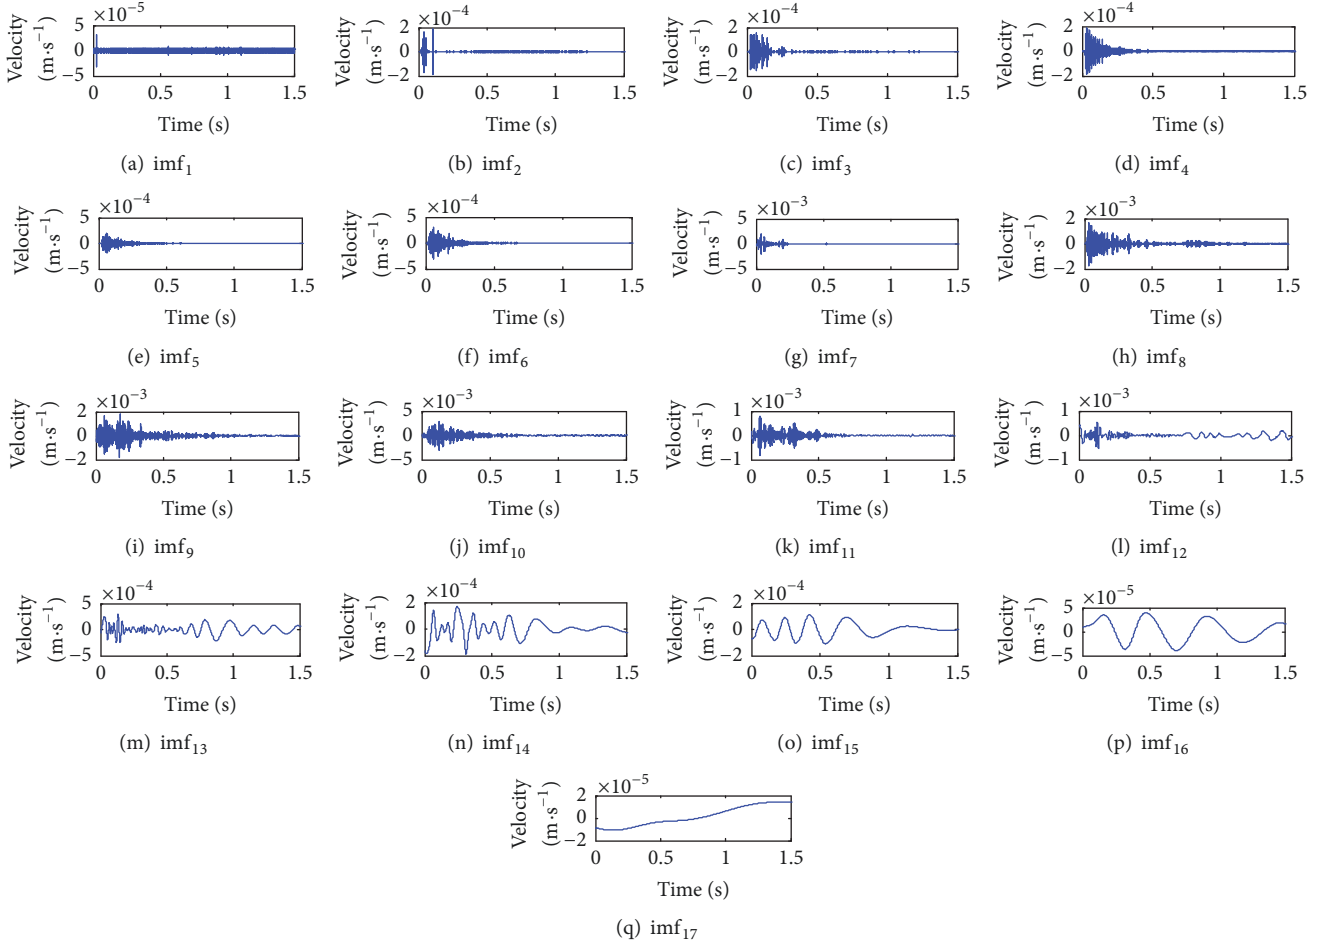 ×10⁻⁵ ×10⁻⁴ ×10⁻⁴ ×10⁻⁴
Velocity (m·s⁻¹) 5 0 −5 Velocity (m·s⁻¹) 2 0 −2 Velocity (m·s⁻¹) 2 0 −2 Velocity (m·s⁻¹) 2 0 −2
0 0.5 1 1.5 0 0.5 1 1.5 0 0.5 1 1.5 0 0.5 1 1.5
Time (s) Time (s) Time (s) Time (s)
(a) imf₁ (b) imf₂ (c) imf₃ (d) imf₄
×10⁻⁴ ×10⁻⁴ ×10⁻³ ×10⁻³
Velocity (m·s⁻¹) 5 0 −5 Velocity (m·s⁻¹) 5 0 −5 Velocity (m·s⁻¹) 5 0 −5 Velocity (m·s⁻¹) 2 0 −2
0 0.5 1 1.5 0 0.5 1 1.5 0 0.5 1 1.5 0 0.5 1 1.5
Time (s) Time (s) Time (s) Time (s)
(e) imf₅ (f) imf₆ (g) imf₇ (h) imf₈
×10⁻³ ×10⁻³ ×10⁻³ ×10⁻³
Velocity (m·s⁻¹) 2 0 −2 Velocity (m·s⁻¹) 5 0 −5 Velocity (m·s⁻¹) 1 0 −1 Velocity (m·s⁻¹) 1 0 −1
0 0.5 1 1.5 0 0.5 1 1.5 0 0.5 1 1.5 0 0.5 1 1.5
Time (s) Time (s) Time (s) Time (s)
(i) imf₉ (j) imf₁₀ (k) imf₁₁ (l) imf₁₂
×10⁻⁴ ×10⁻⁴ ×10⁻⁴ ×10⁻⁵
Velocity (m·s⁻¹) 5 0 −5 Velocity (m·s⁻¹) 2 0 −2 Velocity (m·s⁻¹) 2 0 −2 Velocity (m·s⁻¹) 5 0 −5
0 0.5 1 1.5 0 0.5 1 1.5 0 0.5 1 1.5 0 0.5 1 1.5
Time (s) Time (s) Time (s) Time (s)
(m) imf₁₃ (n) imf₁₄ (o) imf₁₅ (p) imf₁₆
×10⁻⁵
Velocity (m·s⁻¹) 2 0 −2
0 0.5 1 1.5
Time (s)
(q) imf₁₇